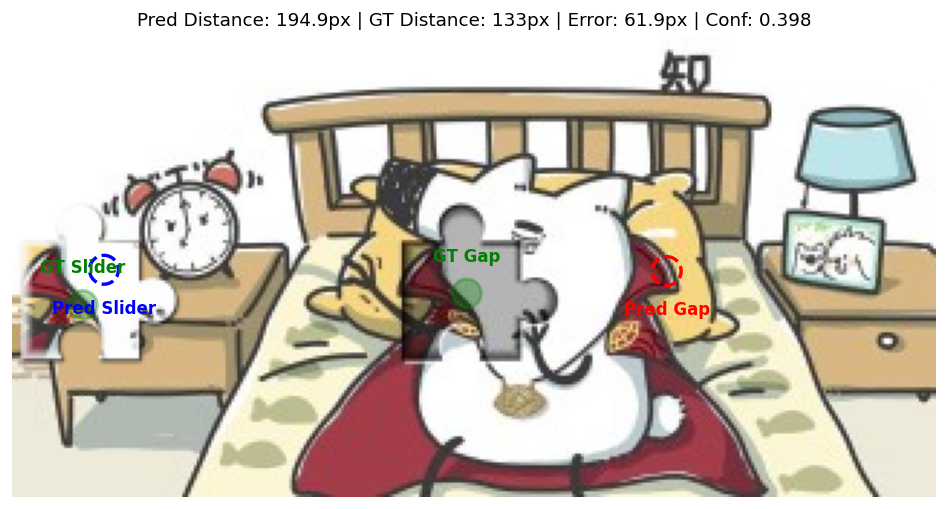 Pred Distance: 194.9px | GT Distance: 133px | Error: 61.9px | Conf: 0.398
知
GT Gap
GT Slider
Pred Slider
Pred Gap